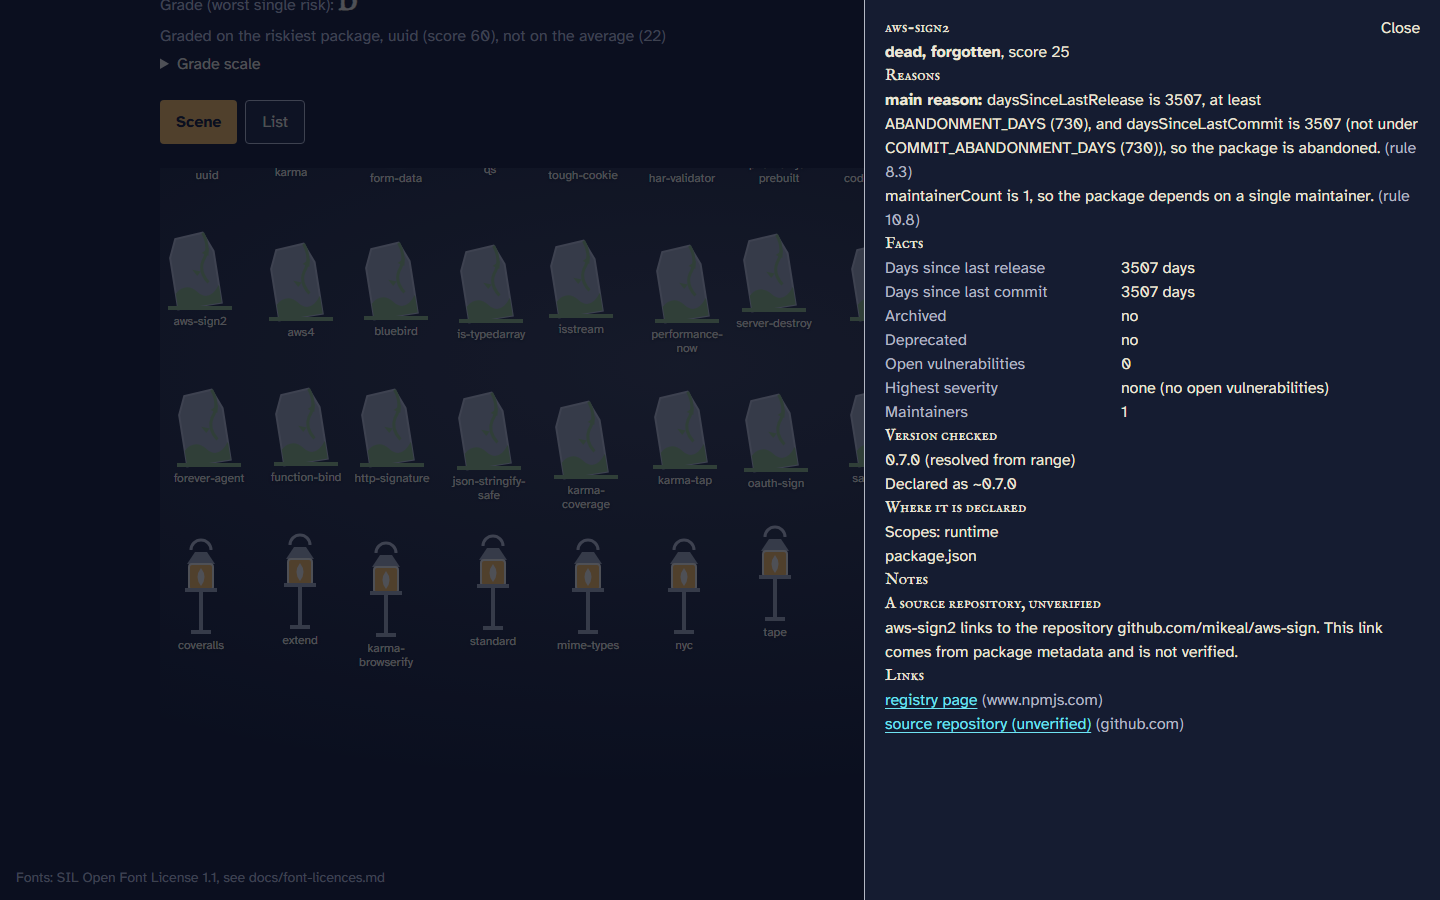 Grade (worst single risk): D
Graded on the riskiest package, uuid (score 60), not on the average (22)
▶ Grade scale
Scene
List
uuid
karma
form-data
qs
tough-cookie
har-validator
prebuilt
cod
aws-sign2
aws4
bluebird
is-typedarray
isstream
performance-
now
server-destroy
forever-agent
function-bind
http-signature
json-stringify-
safe
karma-
coverage
karma-tap
oauth-sign
sa
coveralls
extend
karma-
browserify
standard
mime-types
nyc
tape
Fonts: SIL Open Font License 1.1, see docs/font-licences.md
aws-sign2
Close
dead, forgotten, score 25
Reasons
main reason: daysSinceLastRelease is 3507, at least
ABANDONMENT_DAYS (730), and daysSinceLastCommit is 3507 (not under
COMMIT_ABANDONMENT_DAYS (730)), so the package is abandoned. (rule
8.3)
maintainerCount is 1, so the package depends on a single maintainer. (rule
10.8)
Facts
Days since last release 3507 days
Days since last commit 3507 days
Archived no
Deprecated no
Open vulnerabilities 0
Highest severity none (no open vulnerabilities)
Maintainers 1
Version checked
0.7.0 (resolved from range)
Declared as ~0.7.0
Where it is declared
Scopes: runtime
package.json
Notes
A source repository, unverified
aws-sign2 links to the repository github.com/mikeal/aws-sign. This link
comes from package metadata and is not verified.
Links
registry page (www.npmjs.com)
source repository (unverified) (github.com)